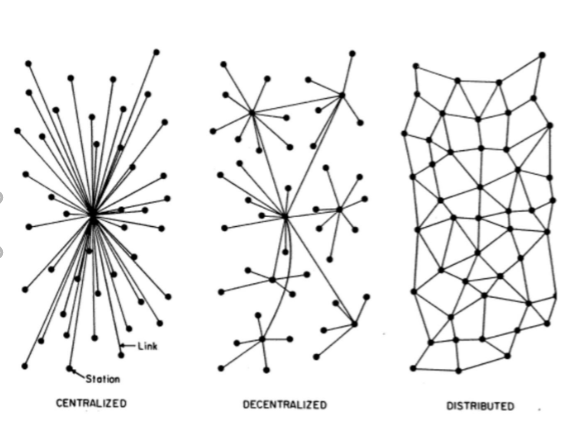 Link
Station
CENTRALIZED
DECENTRALIZED
DISTRIBUTED